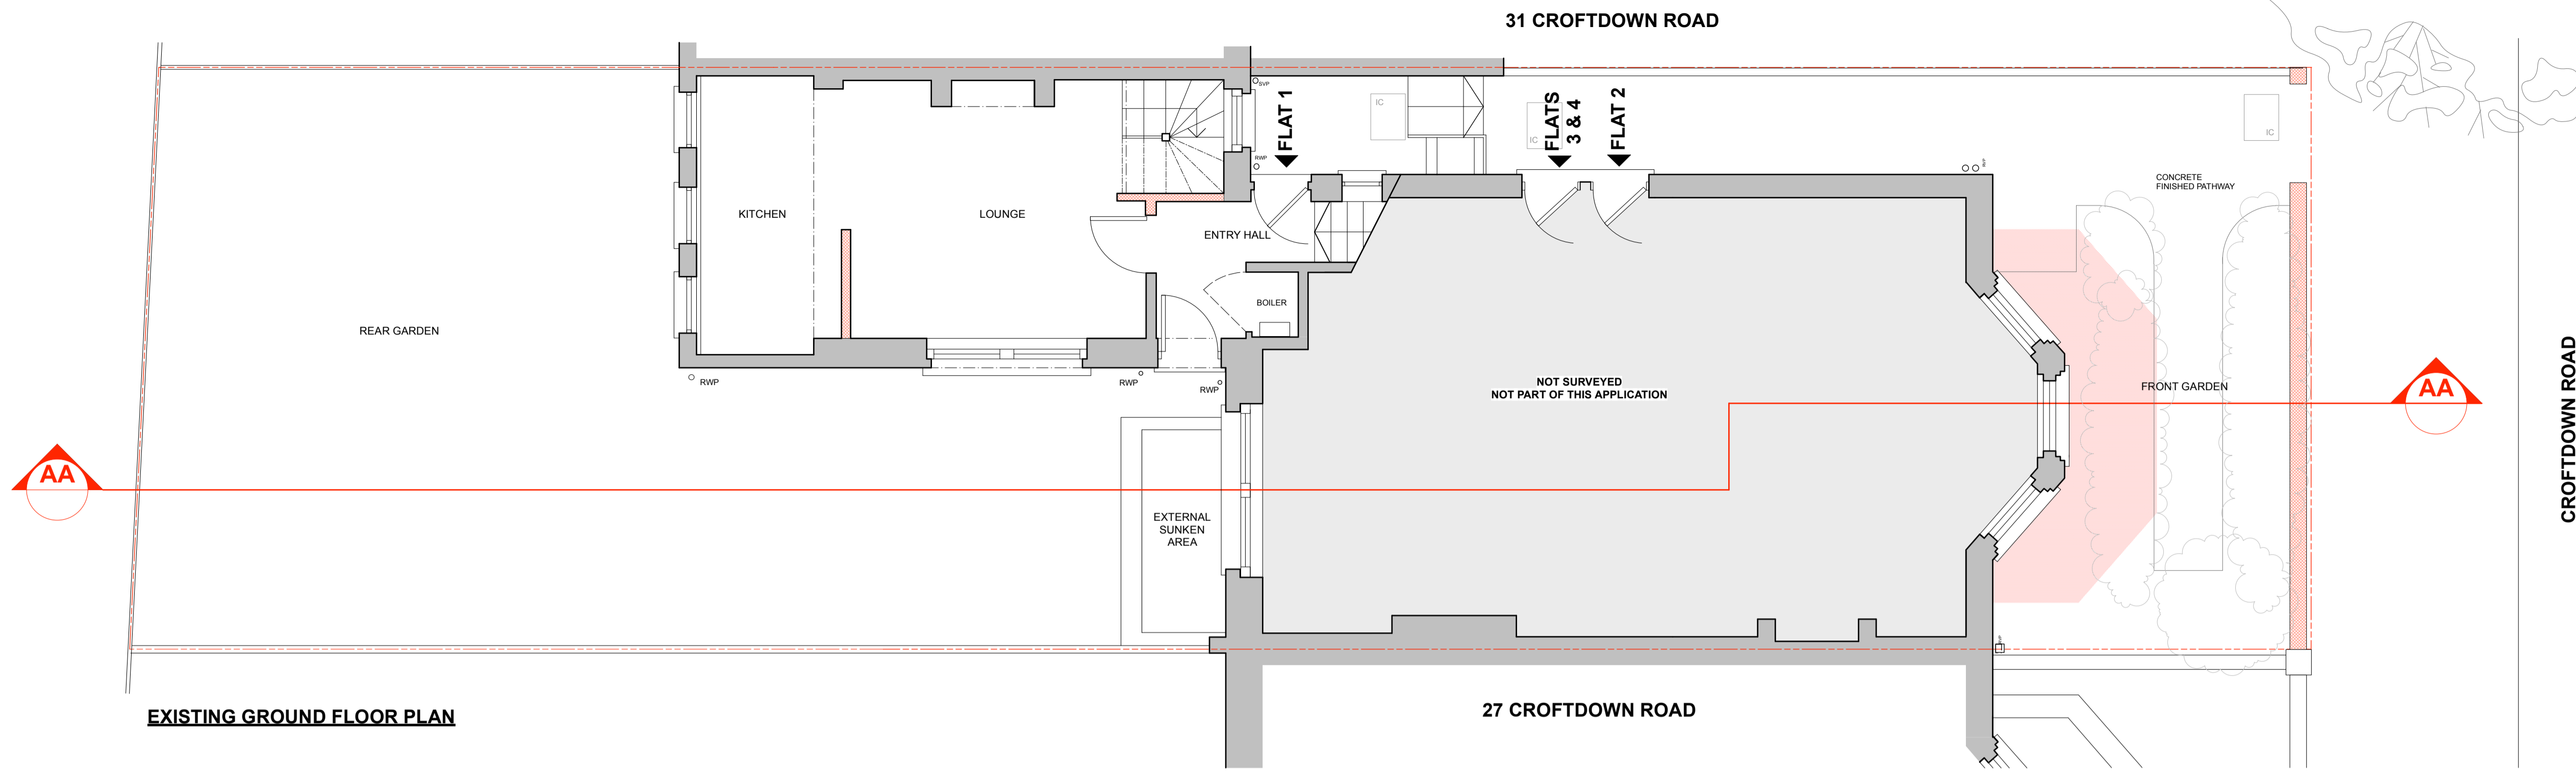 31 CROFTDOWN ROAD
SVP
RWP
FLAT 1
IC
IC
FLATS
3 & 4
FLAT 2
RVP
IC
CONCRETE
FINISHED PATHWAY
KITCHEN
LOUNGE
ENTRY HALL
BOILER
REAR GARDEN
RWP
RWP
RWP
NOT SURVEYED
NOT PART OF THIS APPLICATION
FRONT GARDEN
AA
AA
CROFTDOWN ROAD
EXTERNAL
SUNKEN
AREA
EXISTING GROUND FLOOR PLAN
27 CROFTDOWN ROAD